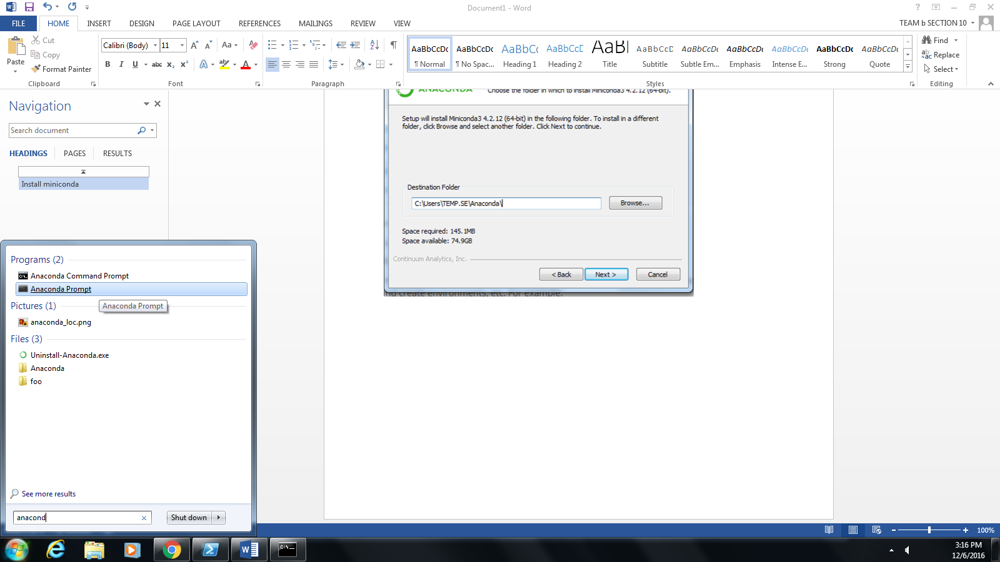 Document1 - Word
?
FILE
HOME
INSERT
DESIGN
PAGE LAYOUT
REFERENCES
MAILINGS
REVIEW
VIEW
TEAM b SECTION 10
Paste
Cut
Copy
Format Painter
Clipboard
Calibri (Body)
11
A A Aa
B I U abc x₂ x² A aby A
Font
Paragraph
AaBbCcDc
¶ Normal
AaBbCcDc
¶ No Spac...
AaBbCc
Heading 1
AaBbCcD
Heading 2
AaBl
Title
AaBbCcD
Subtitle
AaBbCcDc
Subtle Em...
AaBbCcDc
Emphasis
AaBbCcDc
Intense E...
AaBbCcDc
Strong
AaBbCcDc
Quote
Styles
Find
Replace
Select
Editing
Navigation
Search document
HEADINGS
PAGES
RESULTS
Install miniconda
ANACONDA
Choose the folder in which to install Miniconda3 4.2.12 (64-bit).
Setup will install Miniconda3 4.2.12 (64-bit) in the following folder. To install in a different
folder, click Browse and select another folder. Click Next to continue.
Destination Folder
C:\Users\TEMP.SE\Anaconda\
Browse...
Space required: 145.1MB
Space available: 74.9GB
Continuum Analytics, Inc.
< Back
Next >
Cancel
nd create environments, etc. For example:
Programs (2)
Anaconda Command Prompt
Anaconda Prompt
Anaconda Prompt
Pictures (1)
anaconda_loc.png
Files (3)
Uninstall-Anaconda.exe
Anaconda
foo
See more results
anacond
Shut down
100%
3:16 PM
12/6/2016